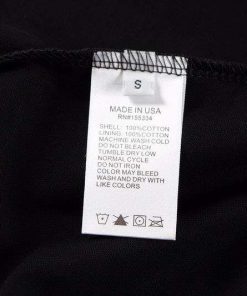 S
MADE IN USA
RN#155304
SHELL: 100%COTTON
LINING: 100%COTTON
MACHINE WASH COLD
DO NOT BLEACH
TUMBLE DRY LOW
NORMAL CYCLE
DO NOT IRON
COLOR MAY BLEED
WASH AND DRY WITH
LIKE COLORS